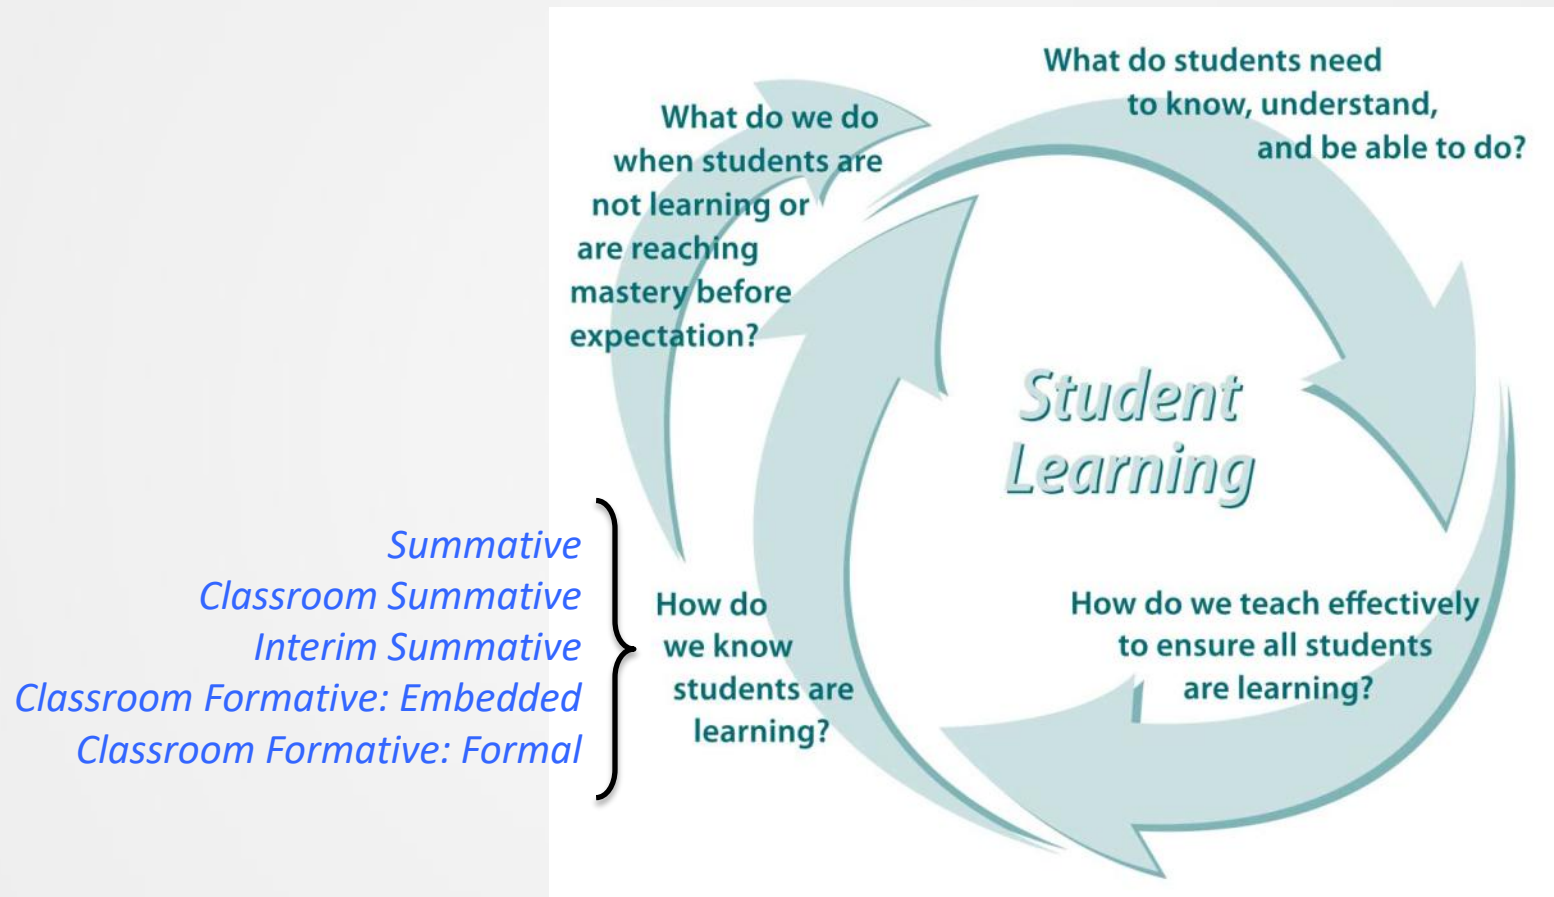 What do students need
to know, understand,
and be able to do?
What do we do
when students are
not learning or
are reaching
mastery before
expectation?
Student
Learning
Summative
Classroom Summative
Interim Summative
Classroom Formative: Embedded
Classroom Formative: Formal
How do
we know
students are
learning?
How do we teach effectively
to ensure all students
are learning?